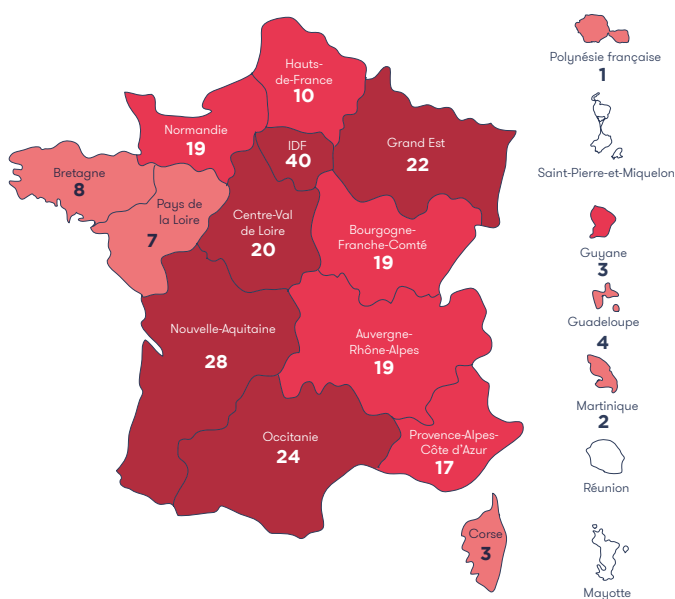 Hauts-
de-France
10
Normandie
19
IDF
40
Grand Est
22
Bretagne
8
Pays de
la Loire
7
Centre-Val
de Loire
20
Bourgogne-
Franche-Comté
19
Nouvelle-Aquitaine
28
Auvergne-
Rhône-Alpes
19
Occitanie
24
Provence-Alpes-
Côte d'Azur
17
Corse
3
Polynésie française
1
Saint-Pierre-et-Miquelon
Guyane
3
Guadeloupe
4
Martinique
2
Réunion
Mayotte